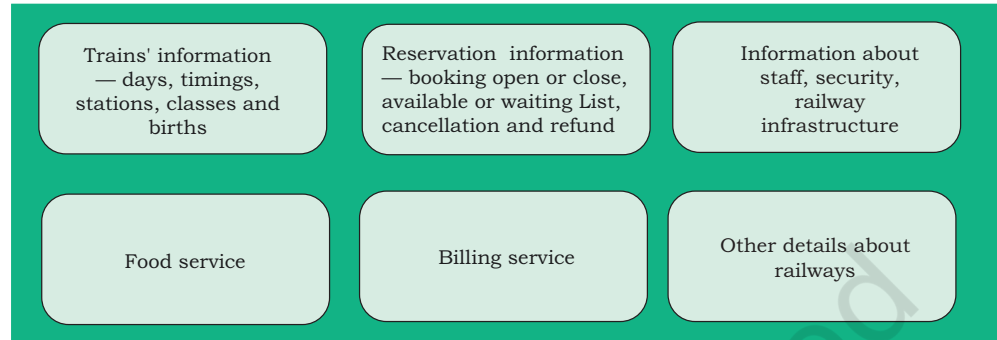 Trains' information
— days, timings,
stations, classes and
births
Reservation information
— booking open or close,
available or waiting List,
cancellation and refund
Information about
staff, security,
railway
infrastructure
Food service
Billing service
Other details about
railways